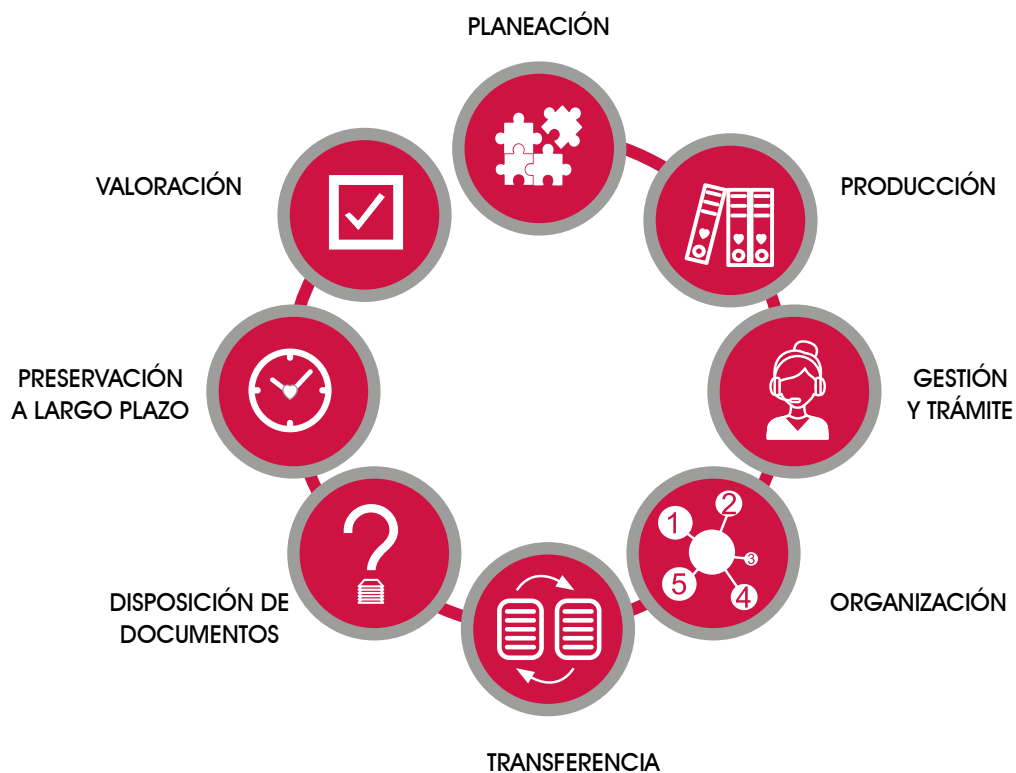 PLANEACIÓN
PRODUCCIÓN
GESTIÓN
Y TRÁMITE
1
2
3
4
5
ORGANIZACIÓN
TRANSFERENCIA
DISPOSICIÓN DE
DOCUMENTOS
PRESERVACIÓN
A LARGO PLAZO
VALORACIÓN
?